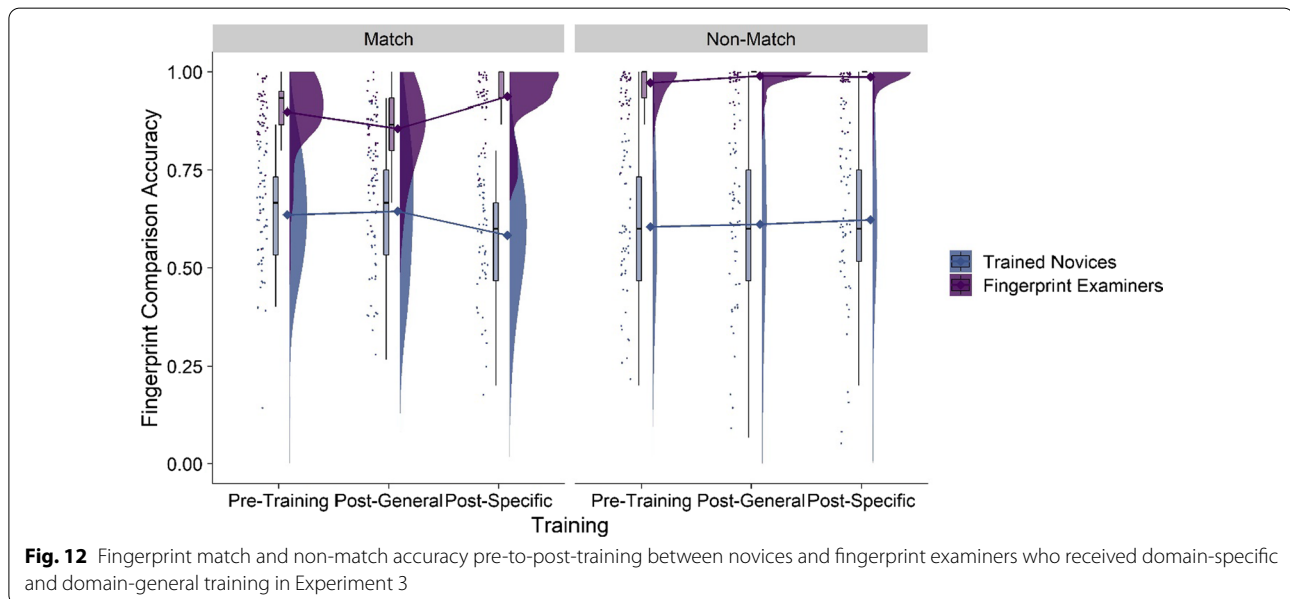 Match
Non-Match
1.00
0.75
0.50
0.25
0.00
Fingerprint Comparison Accuracy
Pre-Training Post-General Post-Specific
Pre-Training Post-General Post-Specific
Training
Trained Novices
Fingerprint Examiners
Fig. 12 Fingerprint match and non-match accuracy pre-to-post-training between novices and fingerprint examiners who received domain-specific
and domain-general training in Experiment 3